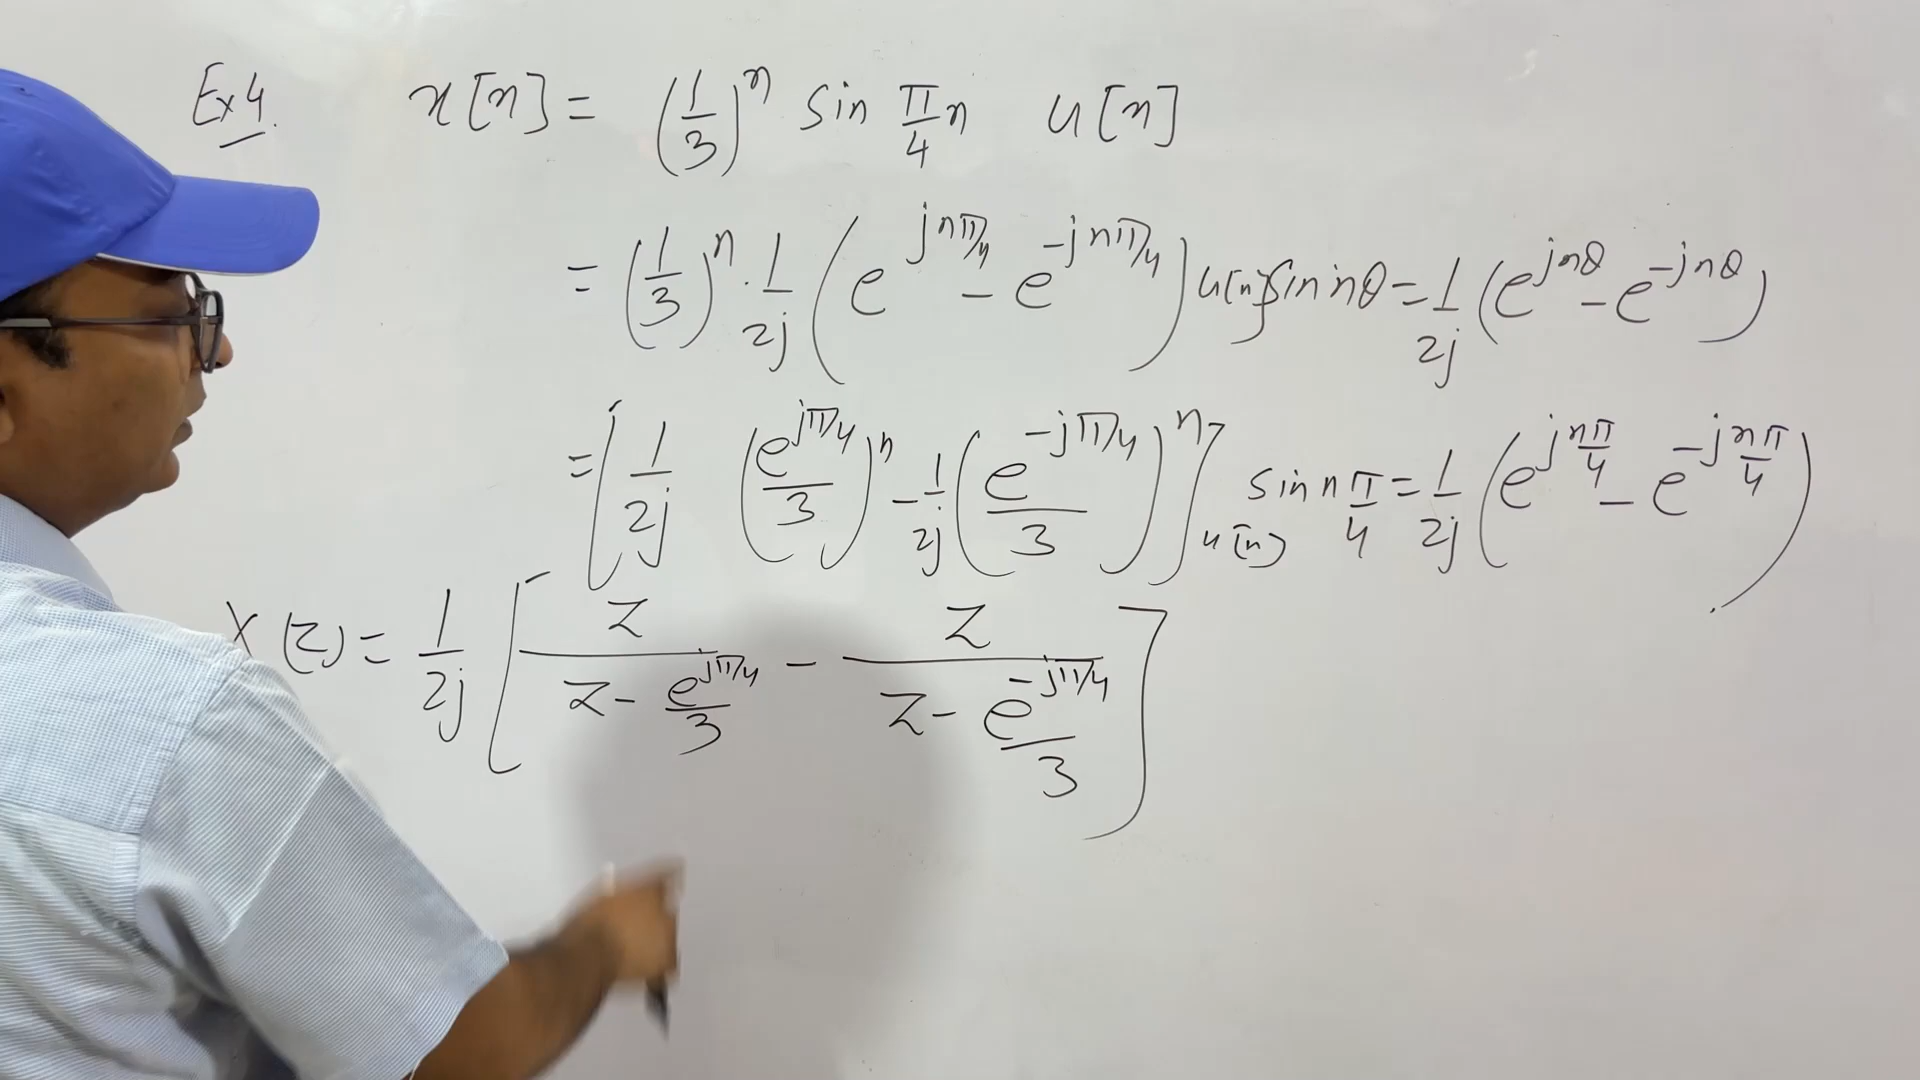 Ex 4. x[n] = (1/3)^n sin π/4 n u[n]
= (1/3)^n · 1/2j (e^{jnπ/4} - e^{-jnπ/4}) u[n] sin nθ = 1/2j (e^{jnθ} - e^{-jnθ})
= [1/2j (e^{jπ/4}/3)^n - 1/2j (e^{-jπ/4}/3)^n] u[n] sin n π/4 = 1/2j (e^{jnπ/4} - e^{-jnπ/4})
X(z) = 1/2j [z/(z - e^{jπ/4}/3) - z/(z - e^{-jπ/4}/3)]